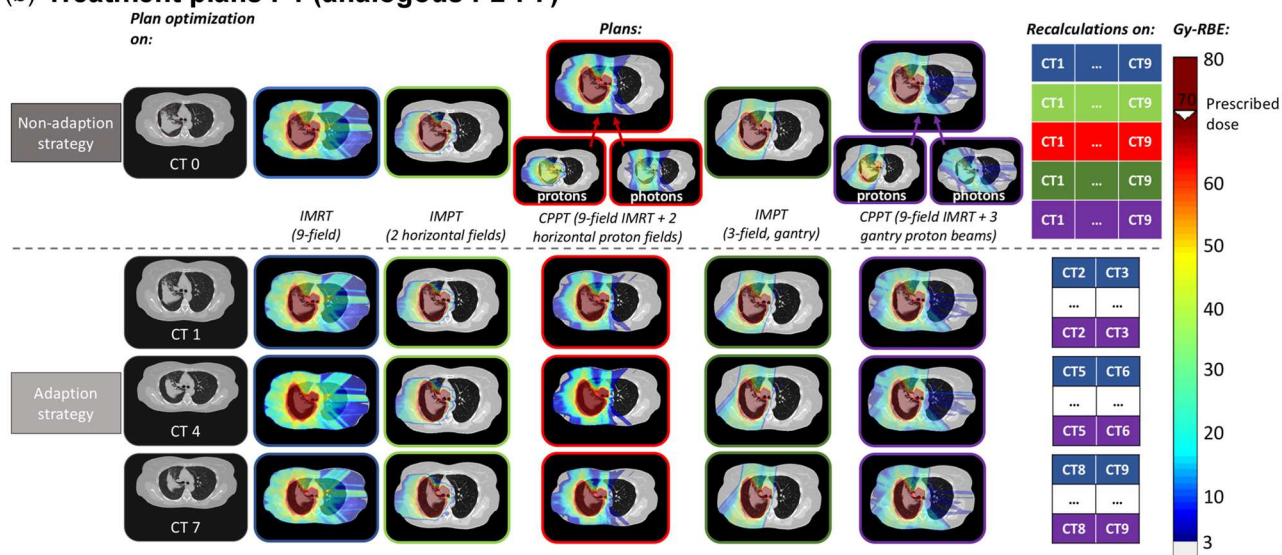 (b) Treatment plans P1 (analogous P2-P7)
Plan optimization
on:
Plans:
Recalculations on:
Gy-RBE:
Non-adaption
strategy
CT 0
protons
photons
protons
photons
IMRT
(9-field)
IMPT
(2 horizontal fields)
CPPT (9-field IMRT + 2
horizontal proton fields)
IMPT
(3-field, gantry)
CPPT (9-field IMRT + 3
gantry proton beams)
CT1 ... CT9
CT1 ... CT9
CT1 ... CT9
CT1 ... CT9
CT1 ... CT9
80
70
Prescribed
dose
60
50
40
30
20
10
3
Adaption
strategy
CT 1
CT2 CT3
... ...
CT2 CT3
CT 4
CT5 CT6
... ...
CT5 CT6
CT 7
CT8 CT9
... ...
CT8 CT9